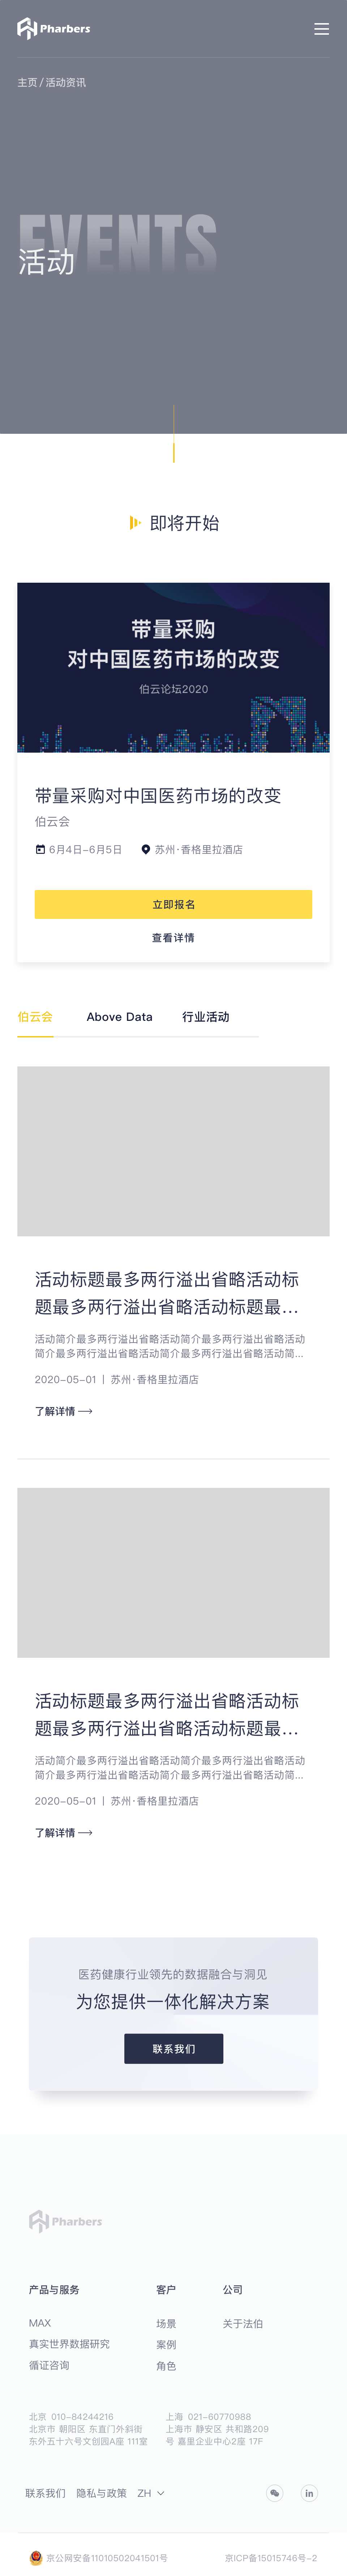 Pharbers
主页 / 活动资讯
EVENTS
活动
即将开始
带量采购
对中国医药市场的改变
伯云论坛2020
带量采购对中国医药市场的改变
伯云会
6月4日-6月5日 苏州·香格里拉酒店
立即报名
查看详情
伯云会 Above Data 行业活动
活动标题最多两行溢出省略活动标
题最多两行溢出省略活动标题最...
活动简介最多两行溢出省略活动简介最多两行溢出省略活动
简介最多两行溢出省略活动简介最多两行溢出省略活动简...
2020-05-01 | 苏州·香格里拉酒店
了解详情
活动标题最多两行溢出省略活动标
题最多两行溢出省略活动标题最...
活动简介最多两行溢出省略活动简介最多两行溢出省略活动
简介最多两行溢出省略活动简介最多两行溢出省略活动简...
2020-05-01 | 苏州·香格里拉酒店
了解详情
医药健康行业领先的数据融合与洞见
为您提供一体化解决方案
联系我们
Pharbers
产品与服务 客户 公司
MAX 场景 关于法伯
真实世界数据研究 案例
循证咨询 角色
北京 010-84244216 上海 021-60770988
北京市 朝阳区 东直门外斜街 上海市 静安区 共和路209
东外五十六号文创园A座 111室 号 嘉里企业中心2座 17F
联系我们 隐私与政策 ZH
京公网安备11010502041501号 京ICP备15015746号-2